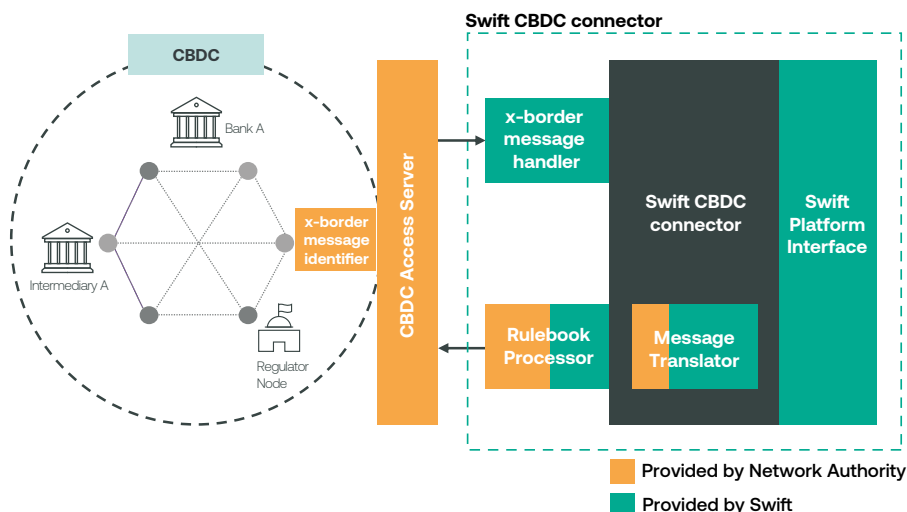 Swift CBDC connector
CBDC
Bank A
Intermediary A
Regulator
Node
x-border
message
identifier
CBDC Access Server
x-border
message
handler
Rulebook
Processor
Swift CBDC
connector
Message
Translator
Swift
Platform
Interface
Provided by Network Authority
Provided by Swift